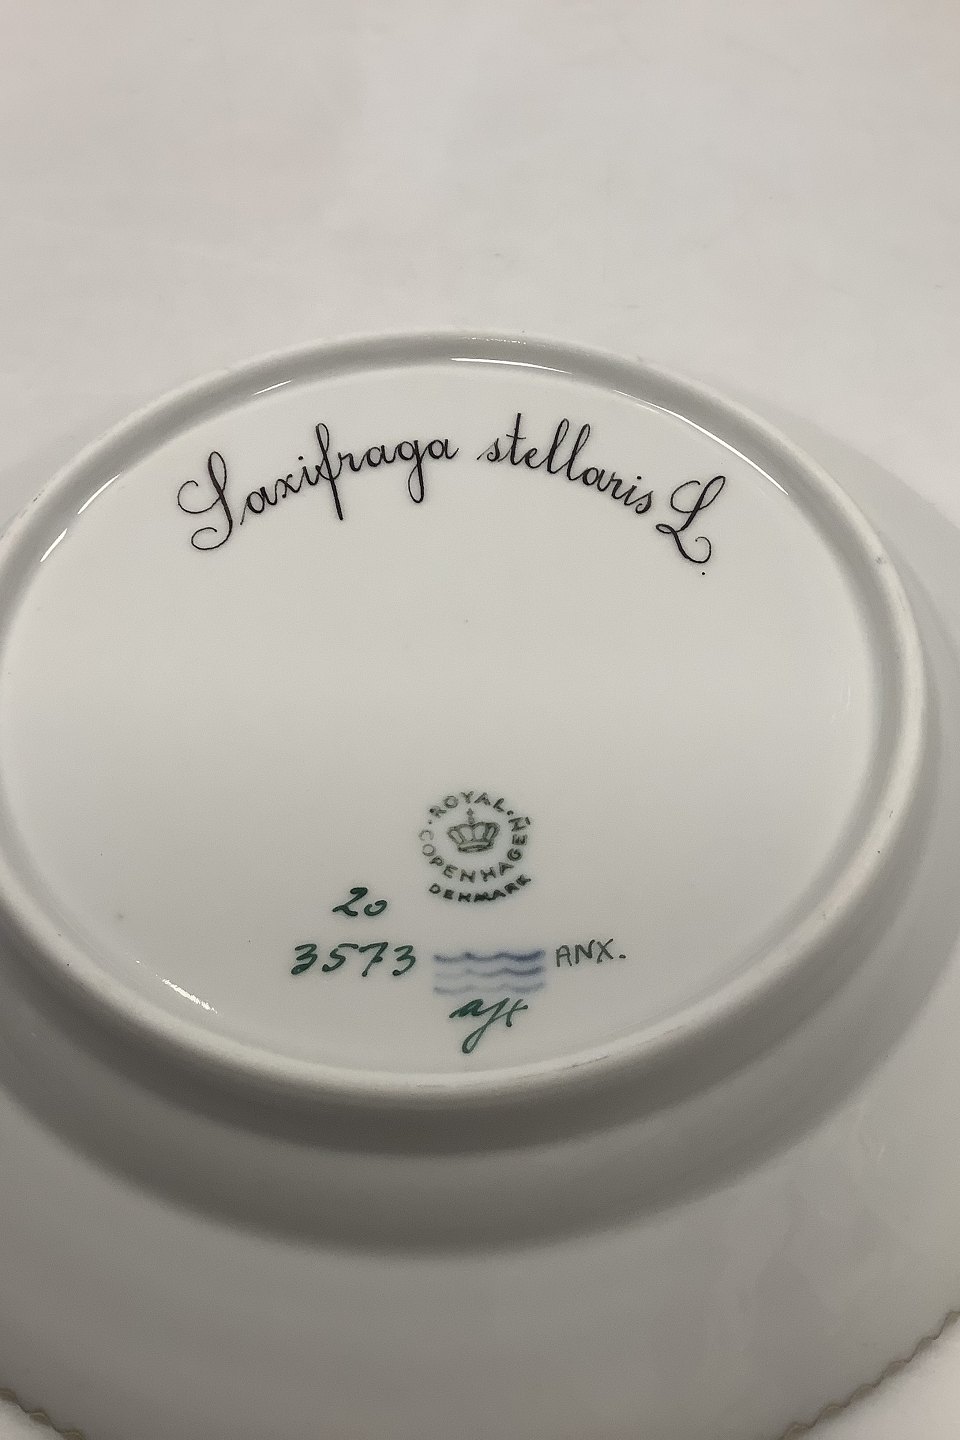 Saxifraga stellaris L.
ROYAL COPENHAGEN
DENMARK
20
3573 ANX.